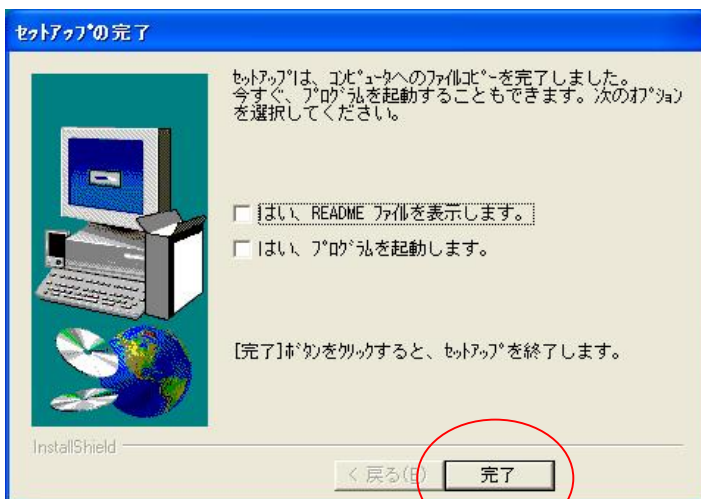 ｾｯﾄｱｯﾌﾟの完了
ｾｯﾄｱｯﾌﾟは、ｺﾝﾋﾟｭｰﾀへのﾌｧｲﾙｺﾋﾟｰを完了しました。
今すぐ、ﾌﾟﾛｸﾞﾗﾑを起動することもできます。次のｵﾌﾟｼｮﾝ
を選択してください。
はい、README ﾌｧｲﾙを表示します。
はい、ﾌﾟﾛｸﾞﾗﾑを起動します。
[完了]ﾎﾞﾀﾝをｸﾘｯｸすると、ｾｯﾄｱｯﾌﾟを終了します。
InstallShield
< 戻る(B)
完了